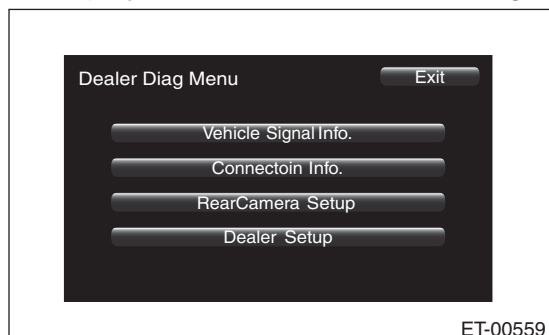 Dealer Diag Menu
Exit
Vehicle Signal Info.
Connectoin Info.
RearCamera Setup
Dealer Setup
ET-00559